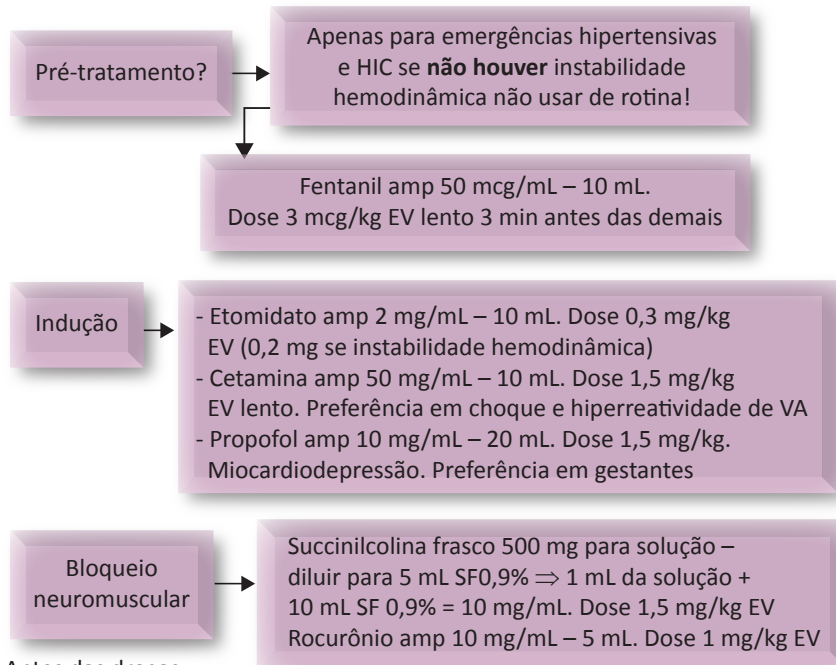 Pré-tratamento?
Apenas para emergências hipertensivas
e HIC se não houver instabilidade
hemodinâmica não usar de rotina!
Fentanil amp 50 mcg/mL – 10 mL.
Dose 3 mcg/kg EV lento 3 min antes das demais
Indução
- Etomidato amp 2 mg/mL – 10 mL. Dose 0,3 mg/kg
EV (0,2 mg se instabilidade hemodinâmica)
- Cetamina amp 50 mg/mL – 10 mL. Dose 1,5 mg/kg
EV lento. Preferência em choque e hiperreatividade de VA
- Propofol amp 10 mg/mL – 20 mL. Dose 1,5 mg/kg.
Miocardiodepressão. Preferência em gestantes
Bloqueio
neuromuscular
Succinilcolina frasco 500 mg para solução –
diluir para 5 mL SF0,9% ⇒ 1 mL da solução +
10 mL SF 0,9% = 10 mg/mL. Dose 1,5 mg/kg EV
Rocurônio amp 10 mg/mL – 5 mL. Dose 1 mg/kg EV